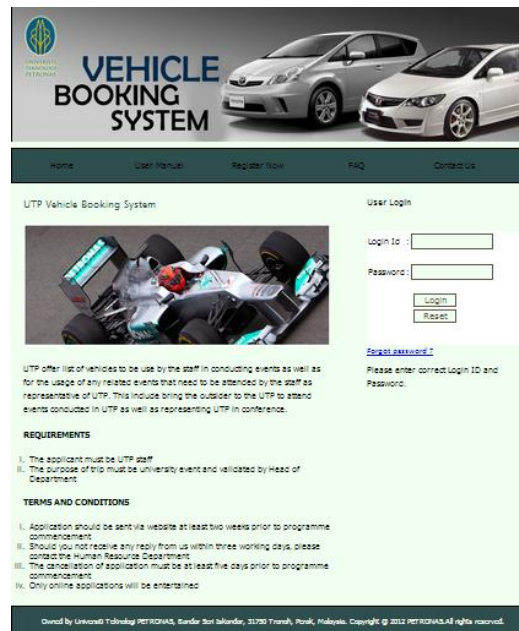 UNIVERSITI
TEKNOLOGI
PETRONAS
VEHICLE
BOOKING
SYSTEM
Home User Manual Register Now FAQ Contact Us
UTP Vehicle Booking System
User Login
Login Id :
Password :
Login
Reset
Forgot password ?
Please enter correct Login ID and
Password.
UTP offer list of vehicles to be use by the staff in conducting events as well as
for the usage of any related events that need to be attended by the staff as
representative of UTP. This include bring the outsider to the UTP to attend
events conducted in UTP as well as representing UTP in conference.
REQUIREMENTS
i. The applicant must be UTP staff
ii. The purpose of trip must be university event and validated by Head of
Department
TERMS AND CONDITIONS
i. Application should be sent via website at least two weeks prior to programme
commencement
ii. Should you not receive any reply from us within three working days, please
contact the Human Resource Department
iii. The cancellation of application must be at least five days prior to programme
commencement
iv. Only online applications will be entertained
Owned by Universiti Teknologi PETRONAS, Bandar Seri Iskandar, 31750 Tronoh, Perak, Malaysia. Copyright @ 2012 PETRONAS.All rights reserved.